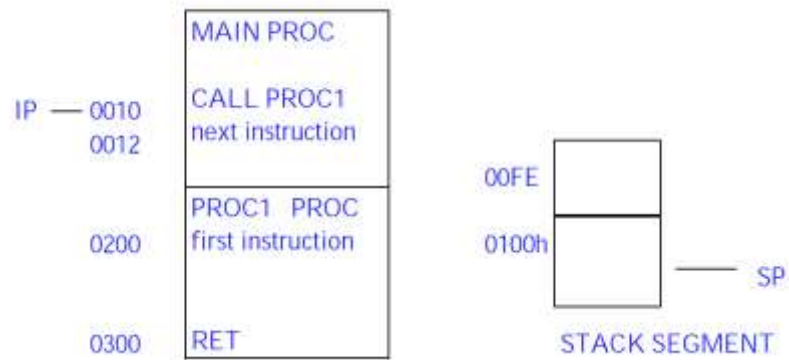 MAIN PROC
IP — 0010 CALL PROC1
0012 next instruction
00FE
PROC1 PROC
0200 first instruction 0100h
SP
0300 RET STACK SEGMENT